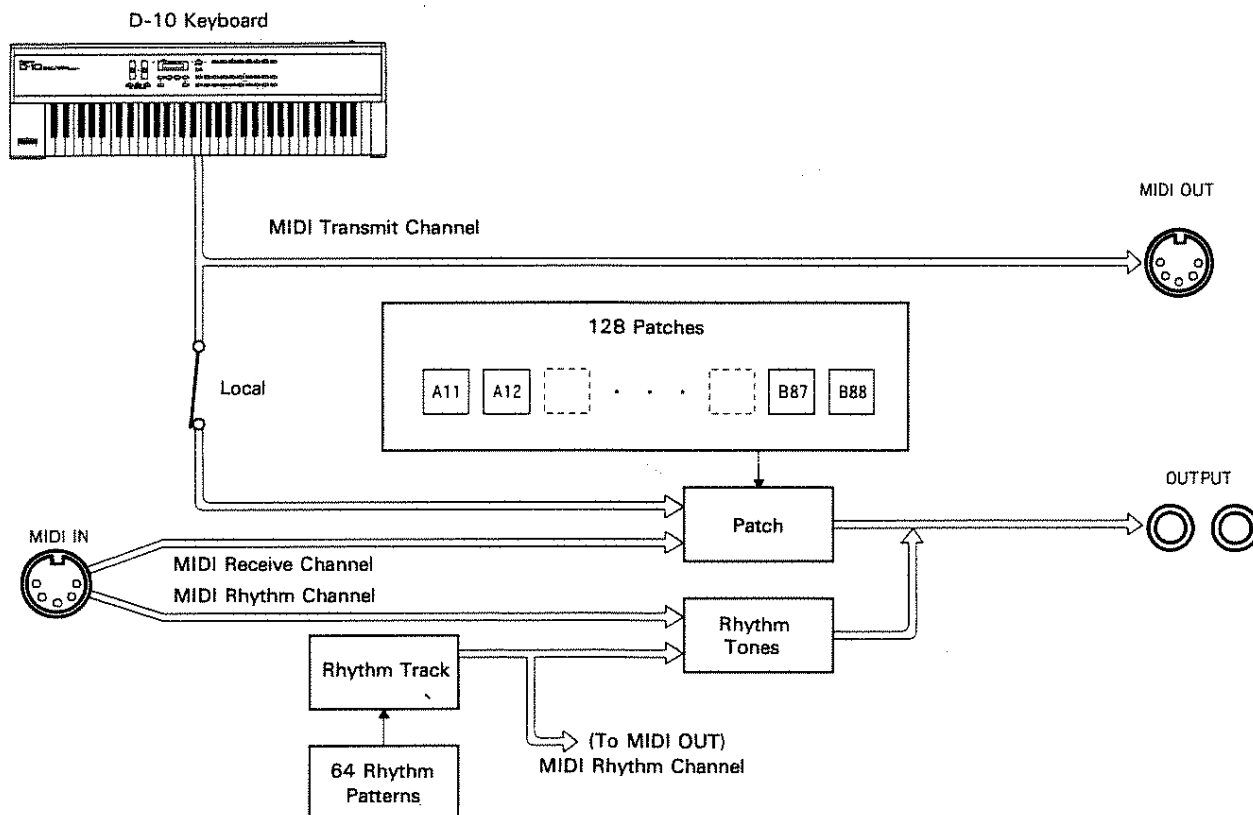 D-10 Keyboard
MIDI OUT
MIDI Transmit Channel
128 Patches
A11 A12 B87 B88
Local
OUTPUT
Patch
MIDI IN
MIDI Receive Channel
MIDI Rhythm Channel
Rhythm
Tones
Rhythm Track
(To MIDI OUT)
MIDI Rhythm Channel
64 Rhythm
Patterns